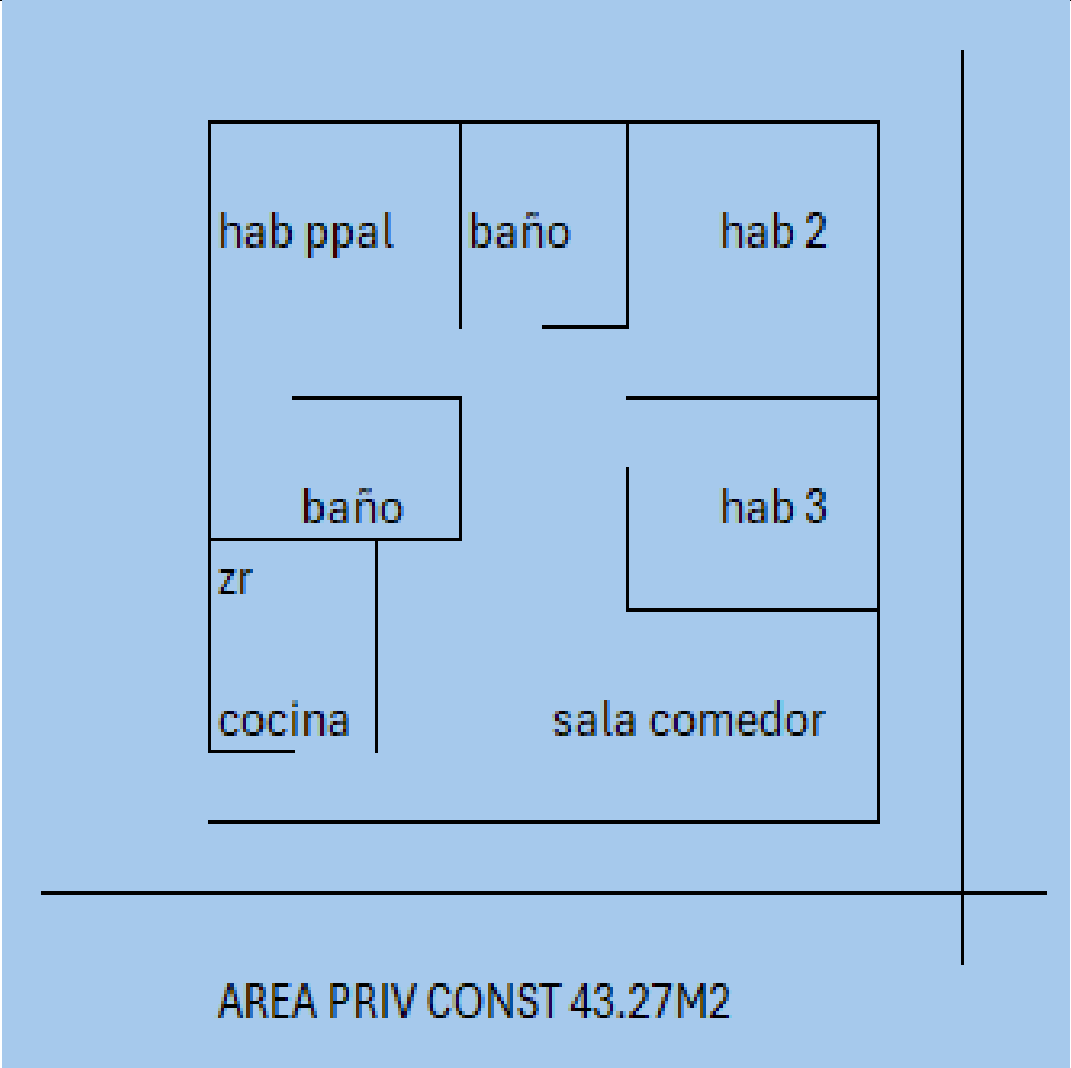 hab ppal
baño
hab 2
baño
hab 3
zr
cocina
sala comedor
AREA PRIV CONST 43.27M2